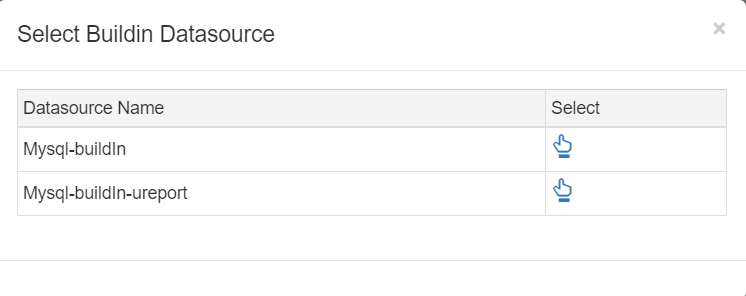 Select Buildin Datasource
×
Datasource Name Select
Mysql-buildIn
Mysql-buildIn-ureport